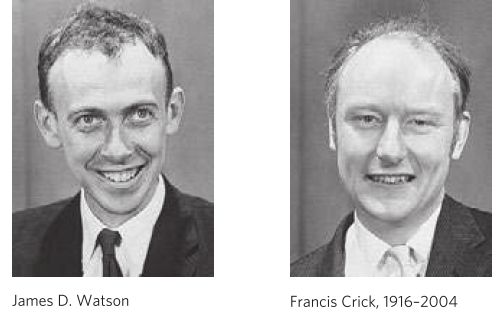 James D. Watson
Francis Crick, 1916–2004